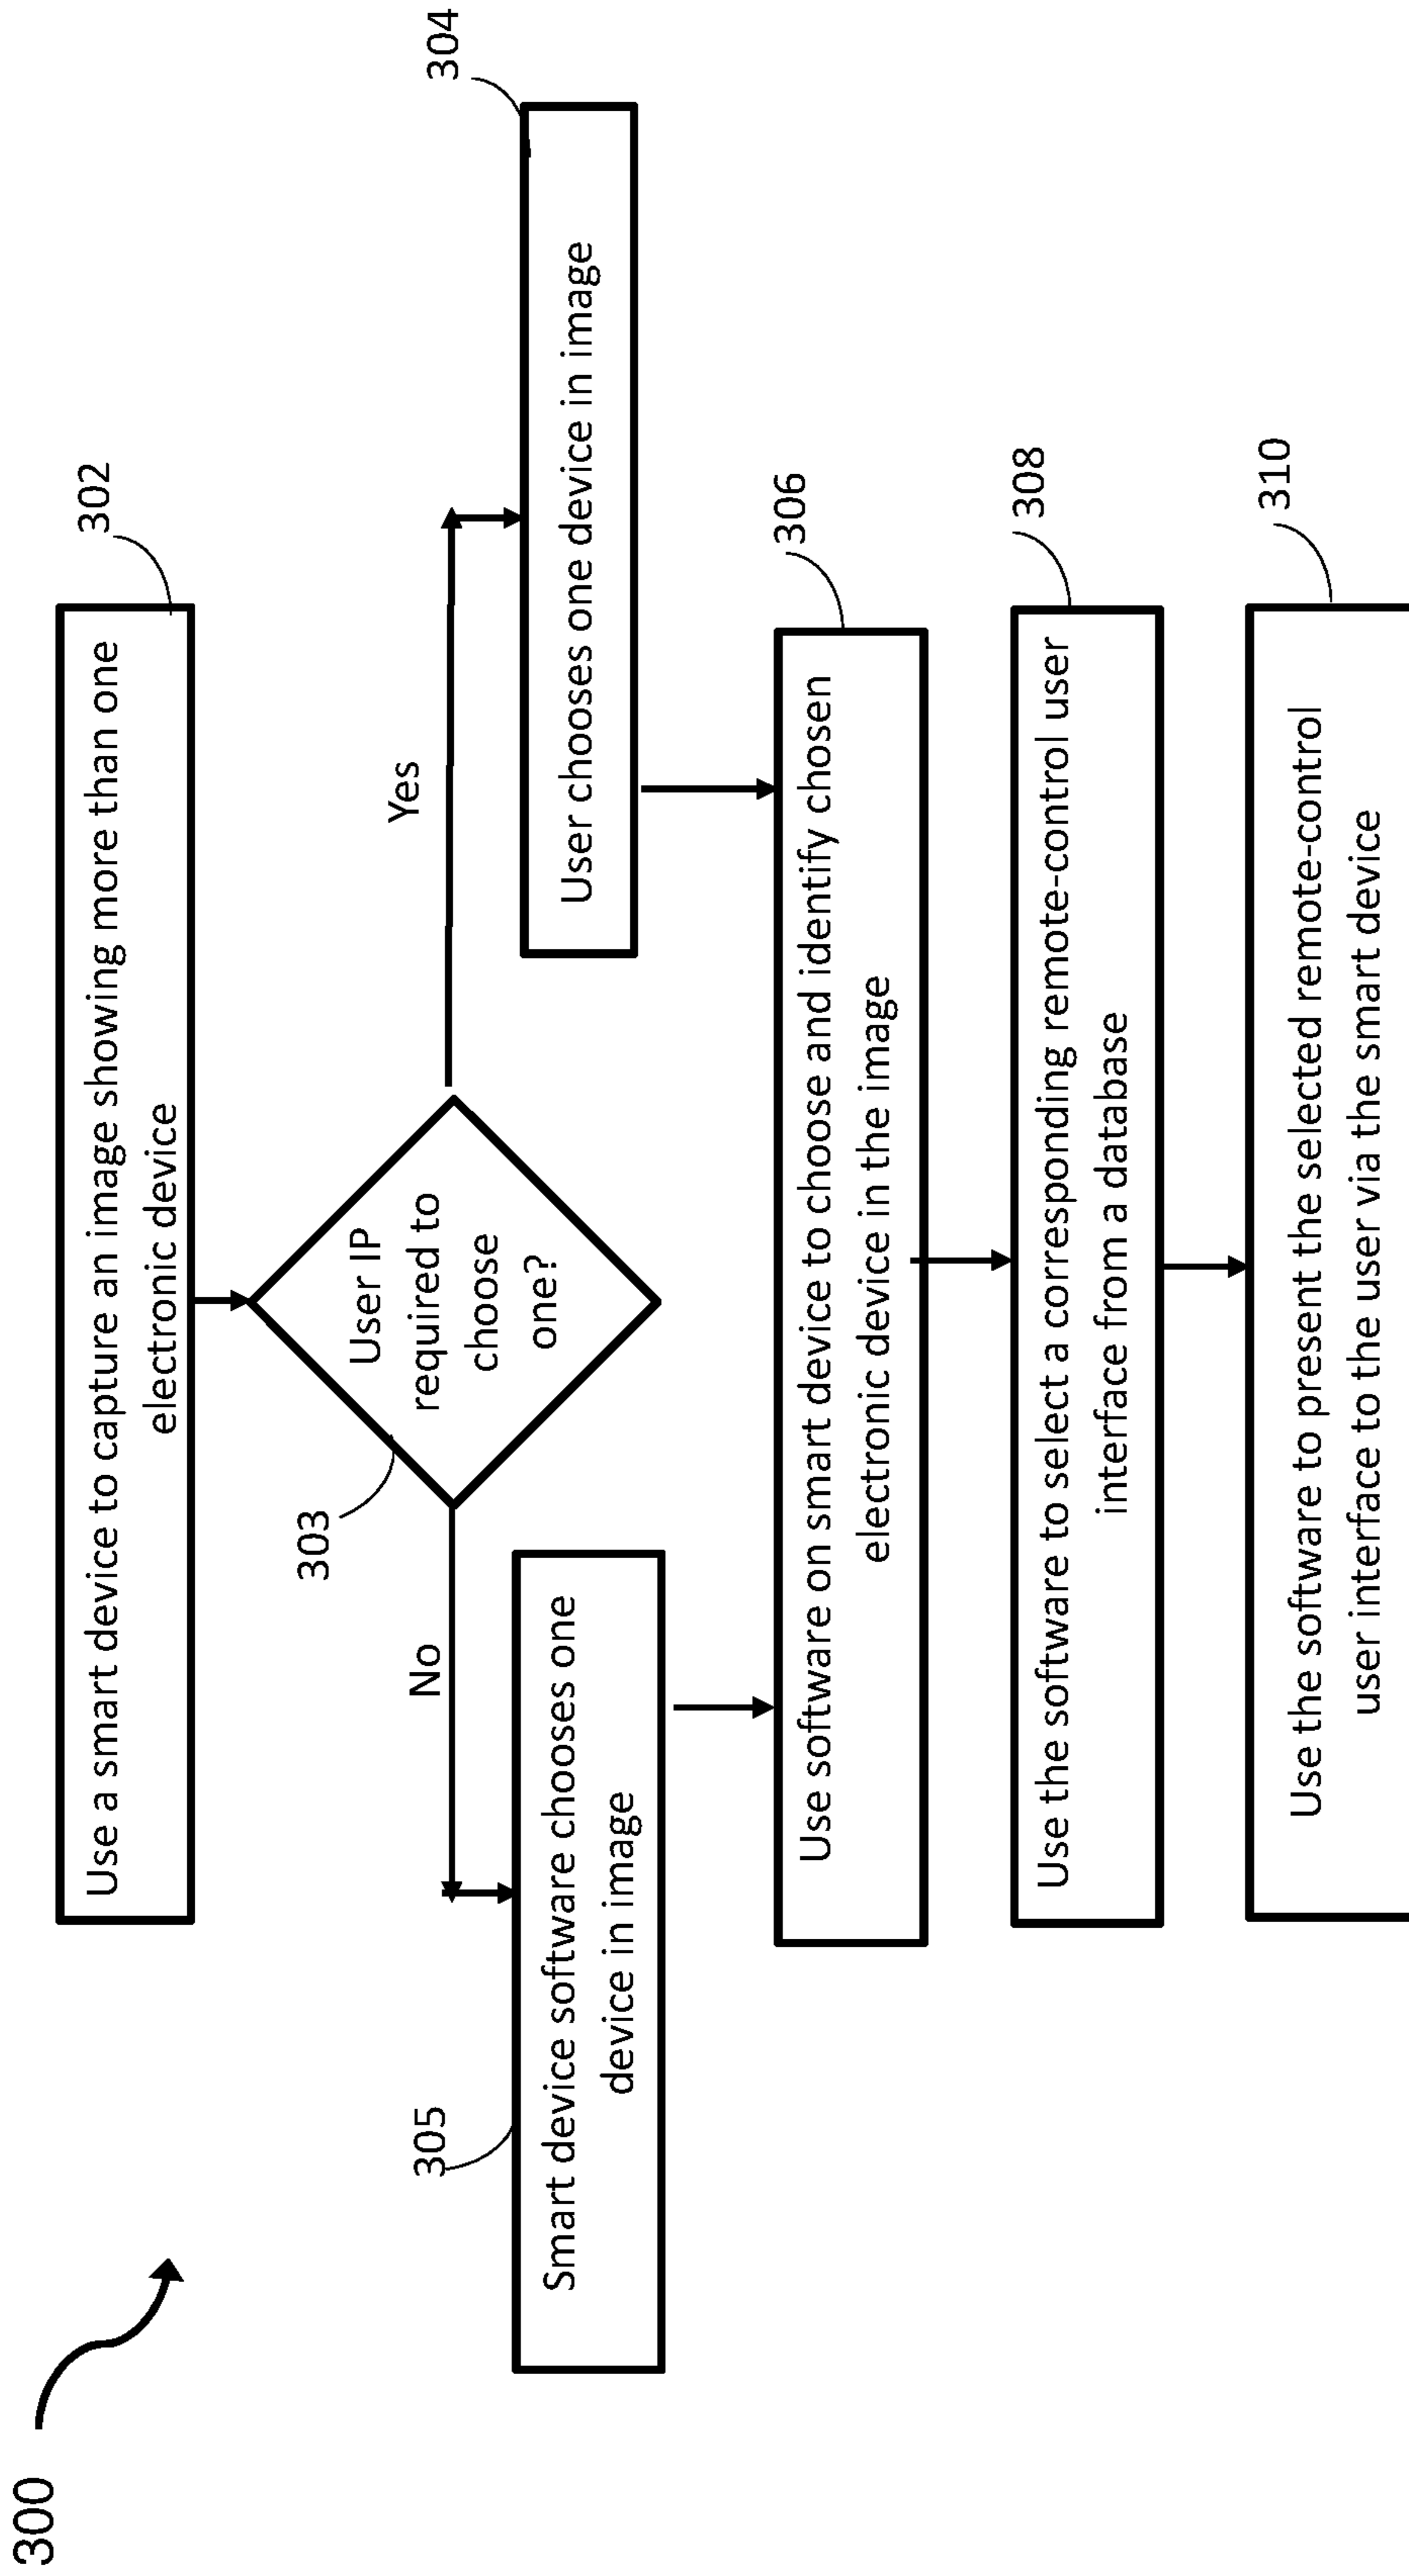 300
302
Use a smart device to capture an image showing more than one
electronic device
303
User IP
required to
choose
one?
No
Yes
305
Smart device software chooses one
device in image
304
User chooses one device in image
306
Use software on smart device to choose and identify chosen
electronic device in the image
308
Use the software to select a corresponding remote-control user
interface from a database
310
Use the software to present the selected remote-control
user interface to the user via the smart device